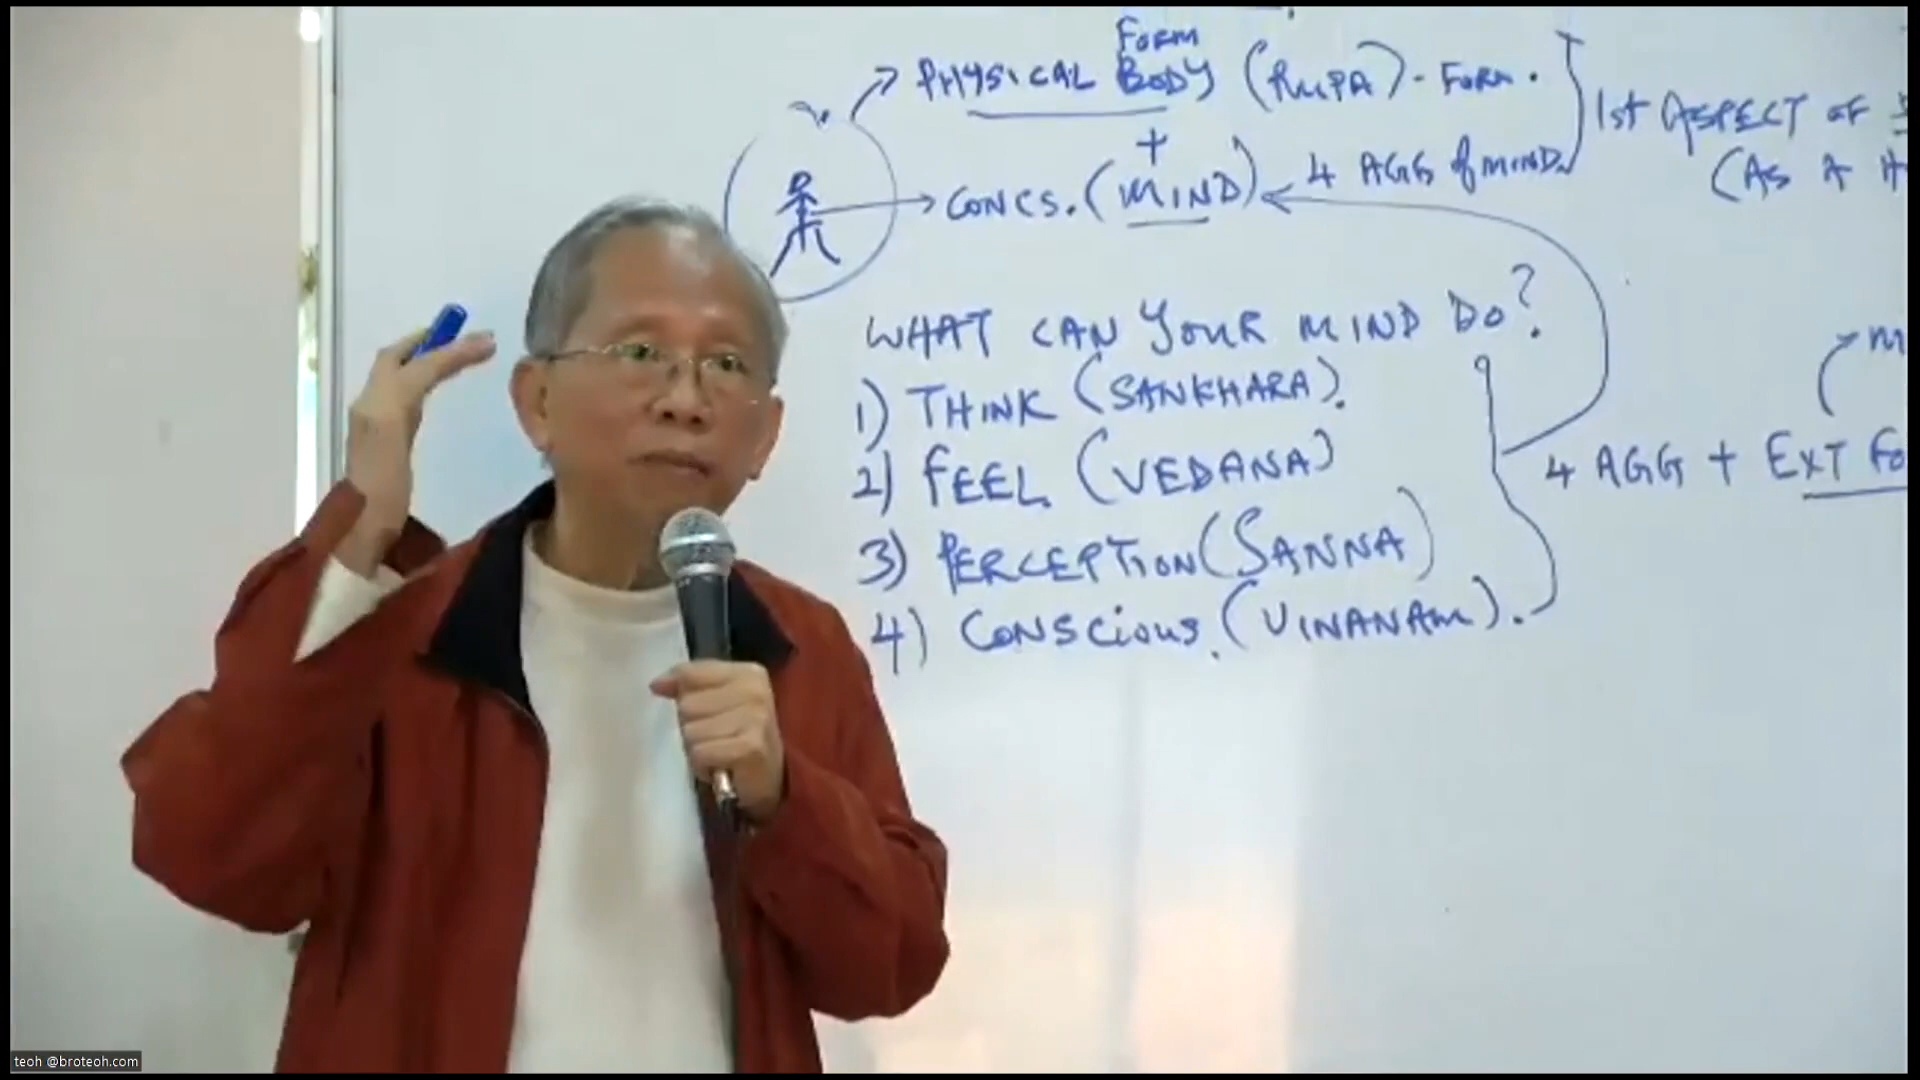 FORM
PHYSICAL BODY (RUPA) - FORM.
+
CONCS. (MIND) 4 AGG of MIND
1st ASPECT OF
(AS A
WHAT CAN YOUR MIND DO?
1) THINK (SANKHARA).
2) FEEL (VEDANA)
3) PERCEPTION (SANNA)
4) CONSCIOUS. (VINANAM).
4 AGG + EXT FO
teoh @broteoh.com